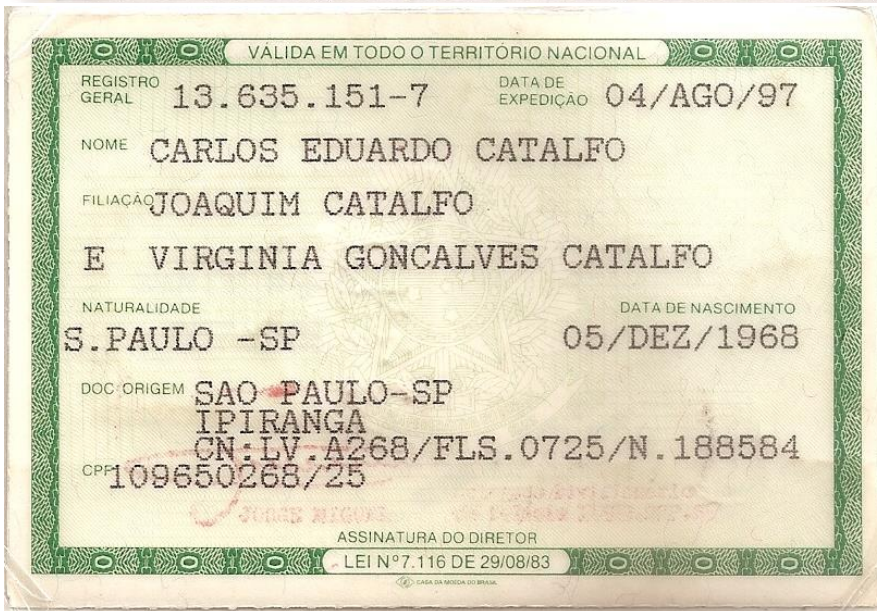 VÁLIDA EM TODO O TERRITÓRIO NACIONAL
REGISTRO GERAL 13.635.151-7 DATA DE EXPEDIÇÃO 04/AGO/97
NOME CARLOS EDUARDO CATALFO
FILIAÇÃO JOAQUIM CATALFO
E VIRGINIA GONCALVES CATALFO
NATURALIDADE DATA DE NASCIMENTO
S.PAULO -SP 05/DEZ/1968
DOC ORIGEM SAO PAULO-SP
IPIRANGA
CN:LV.A268/FLS.0725/N.188584
CPF 109650268/25
ASSINATURA DO DIRETOR
LEI Nº 7.116 DE 29/08/83
CASA DA MOEDA DO BRASIL